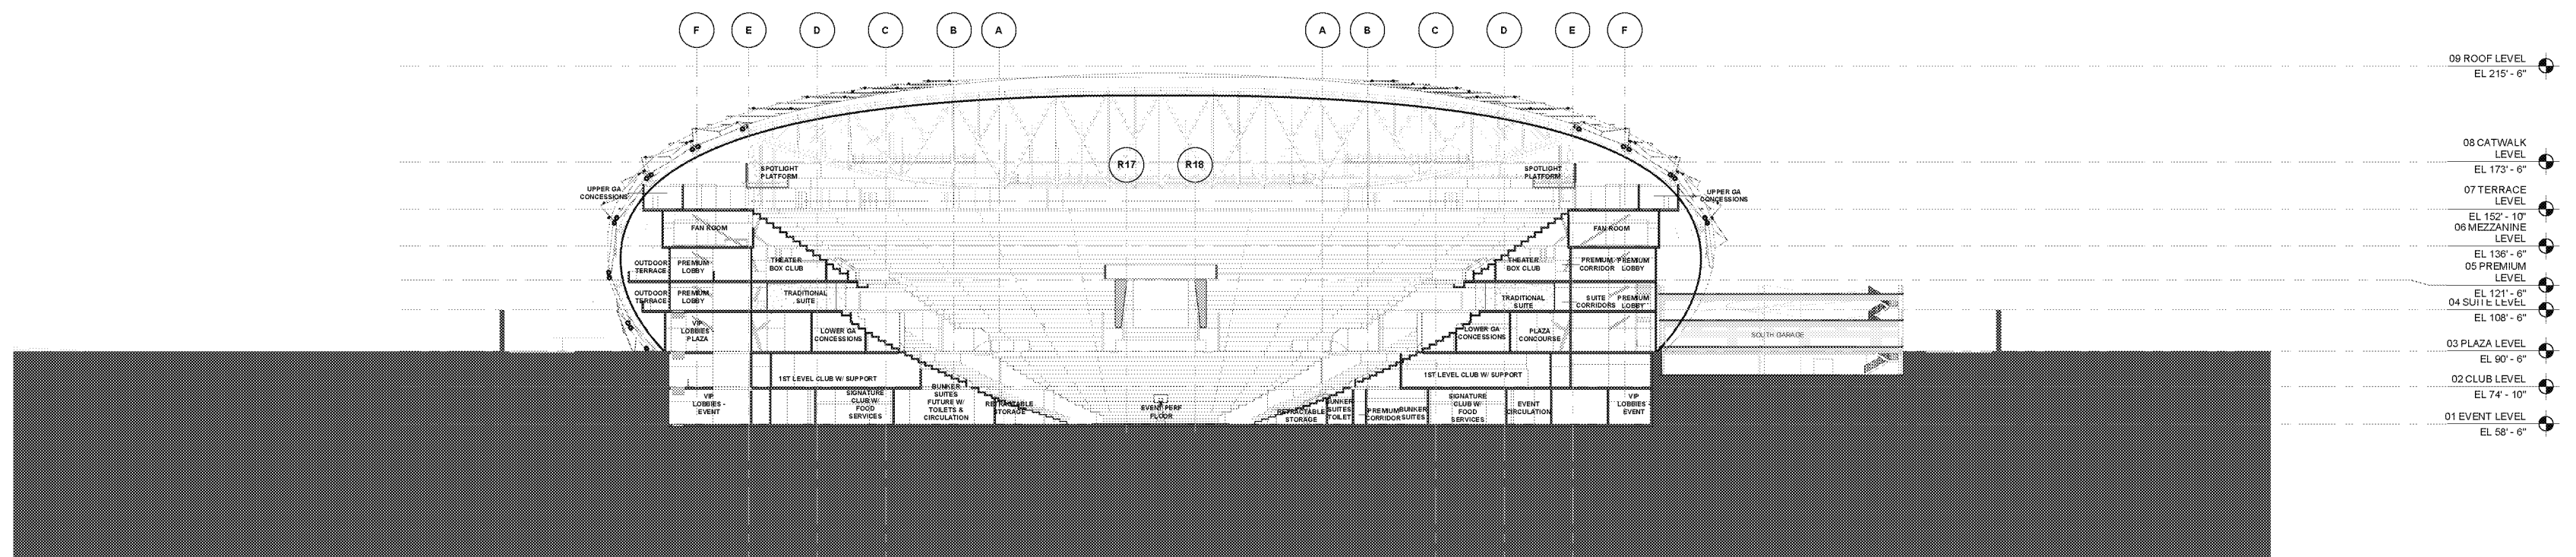 F E D C B A A B C D E F
09 ROOF LEVEL
EL 215' - 6"
08 CATWALK
LEVEL
EL 173' - 6"
07 TERRACE
LEVEL
EL 152' - 10"
06 MEZZANINE
LEVEL
EL 136' - 6"
05 PREMIUM
LEVEL
EL 121' - 6"
04 SUITE LEVEL
EL 108' - 6"
03 PLAZA LEVEL
EL 90' - 6"
02 CLUB LEVEL
EL 74' - 10"
01 EVENT LEVEL
EL 58' - 6"
R17
R18
SPOTLIGHT
PLATFORM
SPOTLIGHT
PLATFORM
UPPER GA
CONCESSIONS
UPPER GA
CONCESSIONS
FAN ROOM
FAN ROOM
OUTDOOR
TERRACE
PREMIUM
LOBBY
THEATER
BOX CLUB
THEATER
BOX CLUB
PREMIUM
CORRIDOR
PREMIUM
LOBBY
OUTDOOR
TERRACE
PREMIUM
LOBBY
TRADITIONAL
SUITE
TRADITIONAL
SUITE
SUITE
CORRIDORS
PREMIUM
LOBBY
VIP
LOBBIES
PLAZA
LOWER GA
CONCESSIONS
LOWER GA
CONCESSIONS
PLAZA
CONCOURSE
SOUTH GARAGE
1ST LEVEL CLUB W/ SUPPORT
1ST LEVEL CLUB W/ SUPPORT
VIP
LOBBIES -
EVENT
SIGNATURE
CLUB W/
FOOD
SERVICES
BUNKER
SUITES
FUTURE W/
TOILETS &
CIRCULATION
RETRACTABLE
STORAGE
EVENT PERF
FLOOR
RETRACTABLE
STORAGE
BUNKER
SUITES
TOILET
PREMIUM
CORRIDOR
BUNKER
SUITES
SIGNATURE
CLUB W/
FOOD
SERVICES
EVENT
CIRCULATION
VIP
LOBBIES -
EVENT